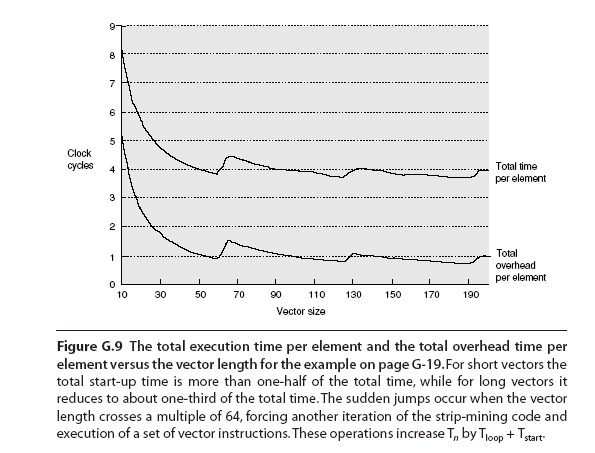 9
8
7
6
5
4
3
2
1
0
Clock
cycles
Total time
per element
Total
overhead
per element
10 30 50 70 90 110 130 150 170 190
Vector size
Figure G.9 The total execution time per element and the total overhead time per
element versus the vector length for the example on page G-19. For short vectors the
total start-up time is more than one-half of the total time, while for long vectors it
reduces to about one-third of the total time. The sudden jumps occur when the vector
length crosses a multiple of 64, forcing another iteration of the strip-mining code and
execution of a set of vector instructions. These operations increase Tn by Tloop + Tstart.